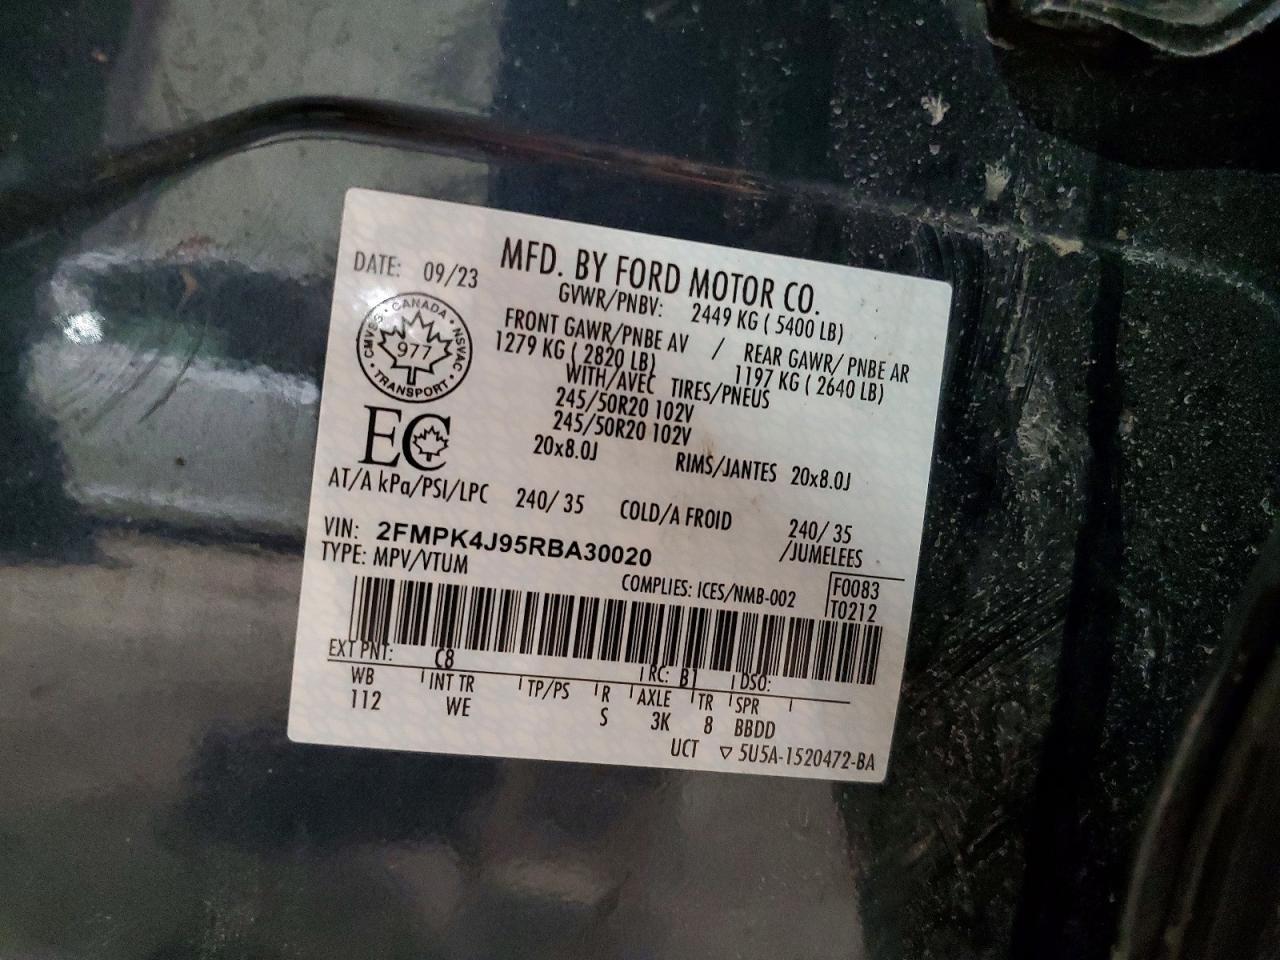 MFD. BY FORD MOTOR CO.
DATE: 09/23
GVWR/PNBV: 2449 KG ( 5400 LB)
FRONT GAWR/PNBE AV / REAR GAWR/ PNBE AR
1279 KG ( 2820 LB) 1197 KG ( 2640 LB)
WITH/AVEC TIRES/PNEUS
245/50R20 102V
245/50R20 102V
20x8.0J RIMS/JANTES 20x8.0J
CANADA
CMVSS NSVAC
977
TRANSPORT
EC
AT/A kPa/PSI/LPC 240/ 35 COLD/A FROID 240/ 35
/JUMELEES
VIN: 2FMPK4J95RBA30020
TYPE: MPV/VTUM
COMPLIES: ICES/NMB-002
F0083
T0212
EXT PNT: C8 RC: B1 DSO:
WB INT TR TP/PS R AXLE TR SPR
112 WE S 3K 8 BBDD
UCT ▽ 5U5A-1520472-BA